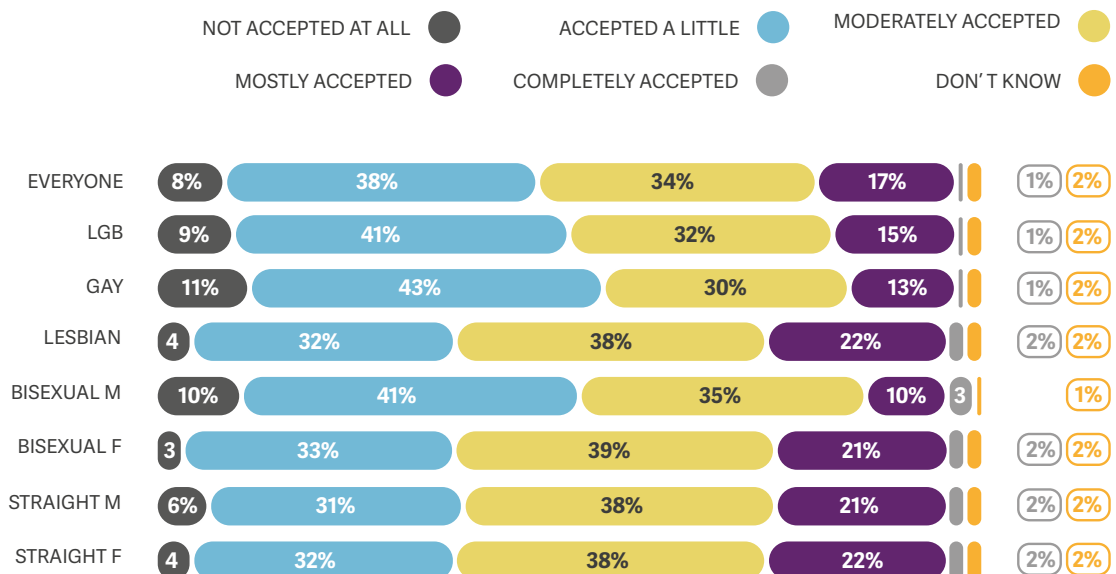 NOT ACCEPTED AT ALL ACCEPTED A LITTLE MODERATELY ACCEPTED
MOSTLY ACCEPTED COMPLETELY ACCEPTED DON' T KNOW
EVERYONE 8% 38% 34% 17% 1% 2%
LGB 9% 41% 32% 15% 1% 2%
GAY 11% 43% 30% 13% 1% 2%
LESBIAN 4 32% 38% 22% 2% 2%
BISEXUAL M 10% 41% 35% 10% 3 1%
BISEXUAL F 3 33% 39% 21% 2% 2%
STRAIGHT M 6% 31% 38% 21% 2% 2%
STRAIGHT F 4 32% 38% 22% 2% 2%